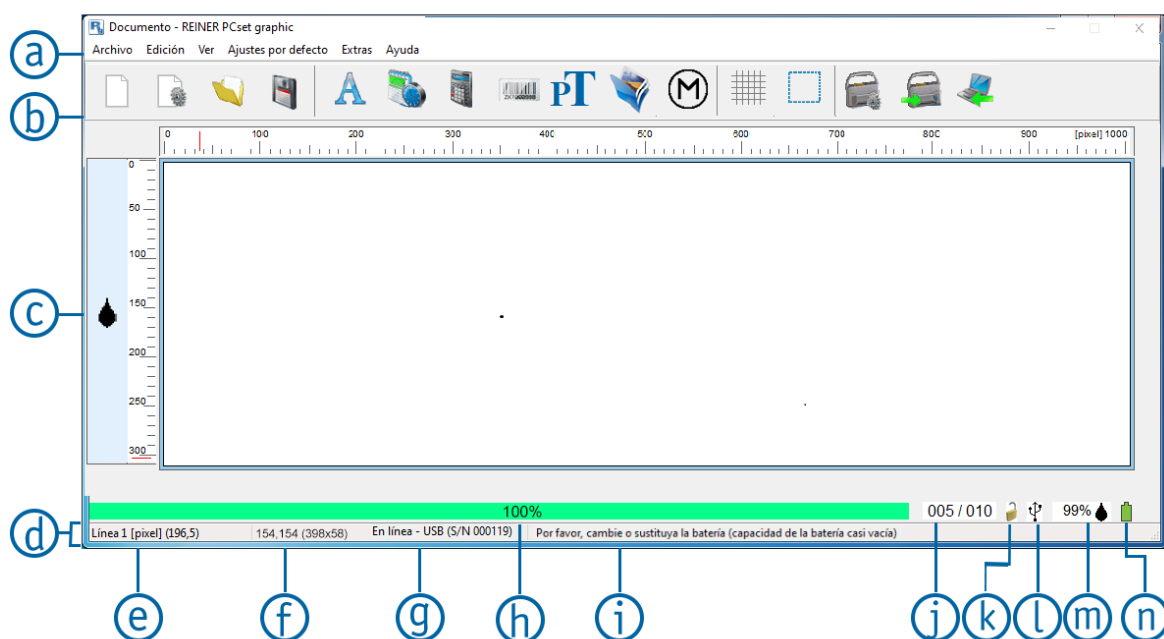 Documento - REINER PCset graphic
a
Archivo Edición Ver Ajustes por defecto Extras Ayuda
b
A PT M
0 100 200 300 400 500 600 700 800 900 [pixel] 1000
0
50
100
c
150
200
250
300
100% 005 / 010 99%
d
Línea 1 [pixel] (196,5) 154,154 (398x58) En línea - USB (S/N 000119) Por favor, cambie o sustituya la batería (capacidad de la batería casi vacía)
e f g h i j k l m n